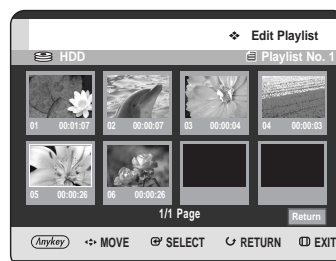 Edit Playlist
HDD Playlist No. 1
01 00:01:07 02 00:00:07 03 00:00:04 04 00:00:03
05 00:00:26 06 00:00:26
1/1 Page
Return
Anykey MOVE SELECT RETURN EXIT